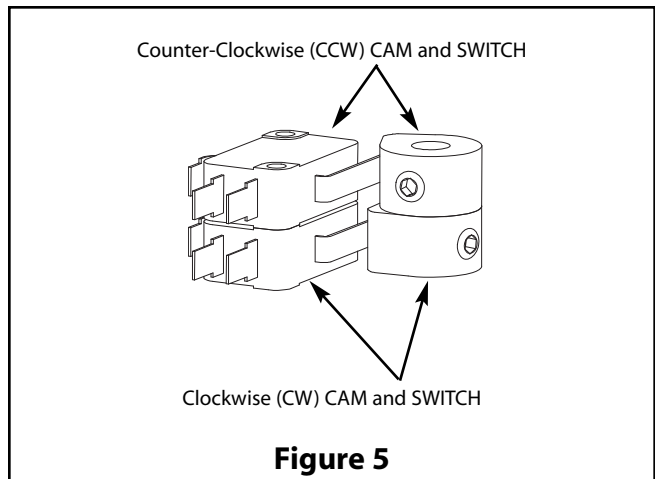 Counter-Clockwise (CCW) CAM and SWITCH
Clockwise (CW) CAM and SWITCH
Figure 5